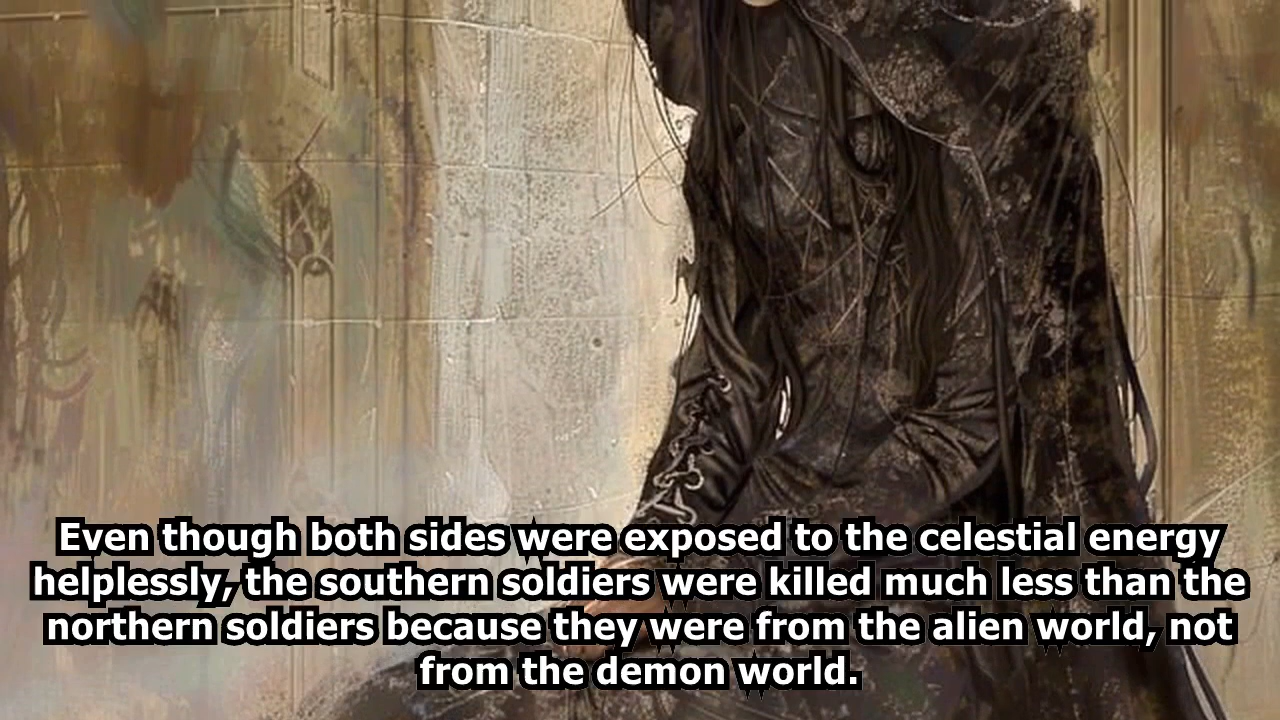 Even though both sides were exposed to the celestial energy
helplessly, the southern soldiers were killed much less than the
northern soldiers because they were from the alien world, not
from the demon world.